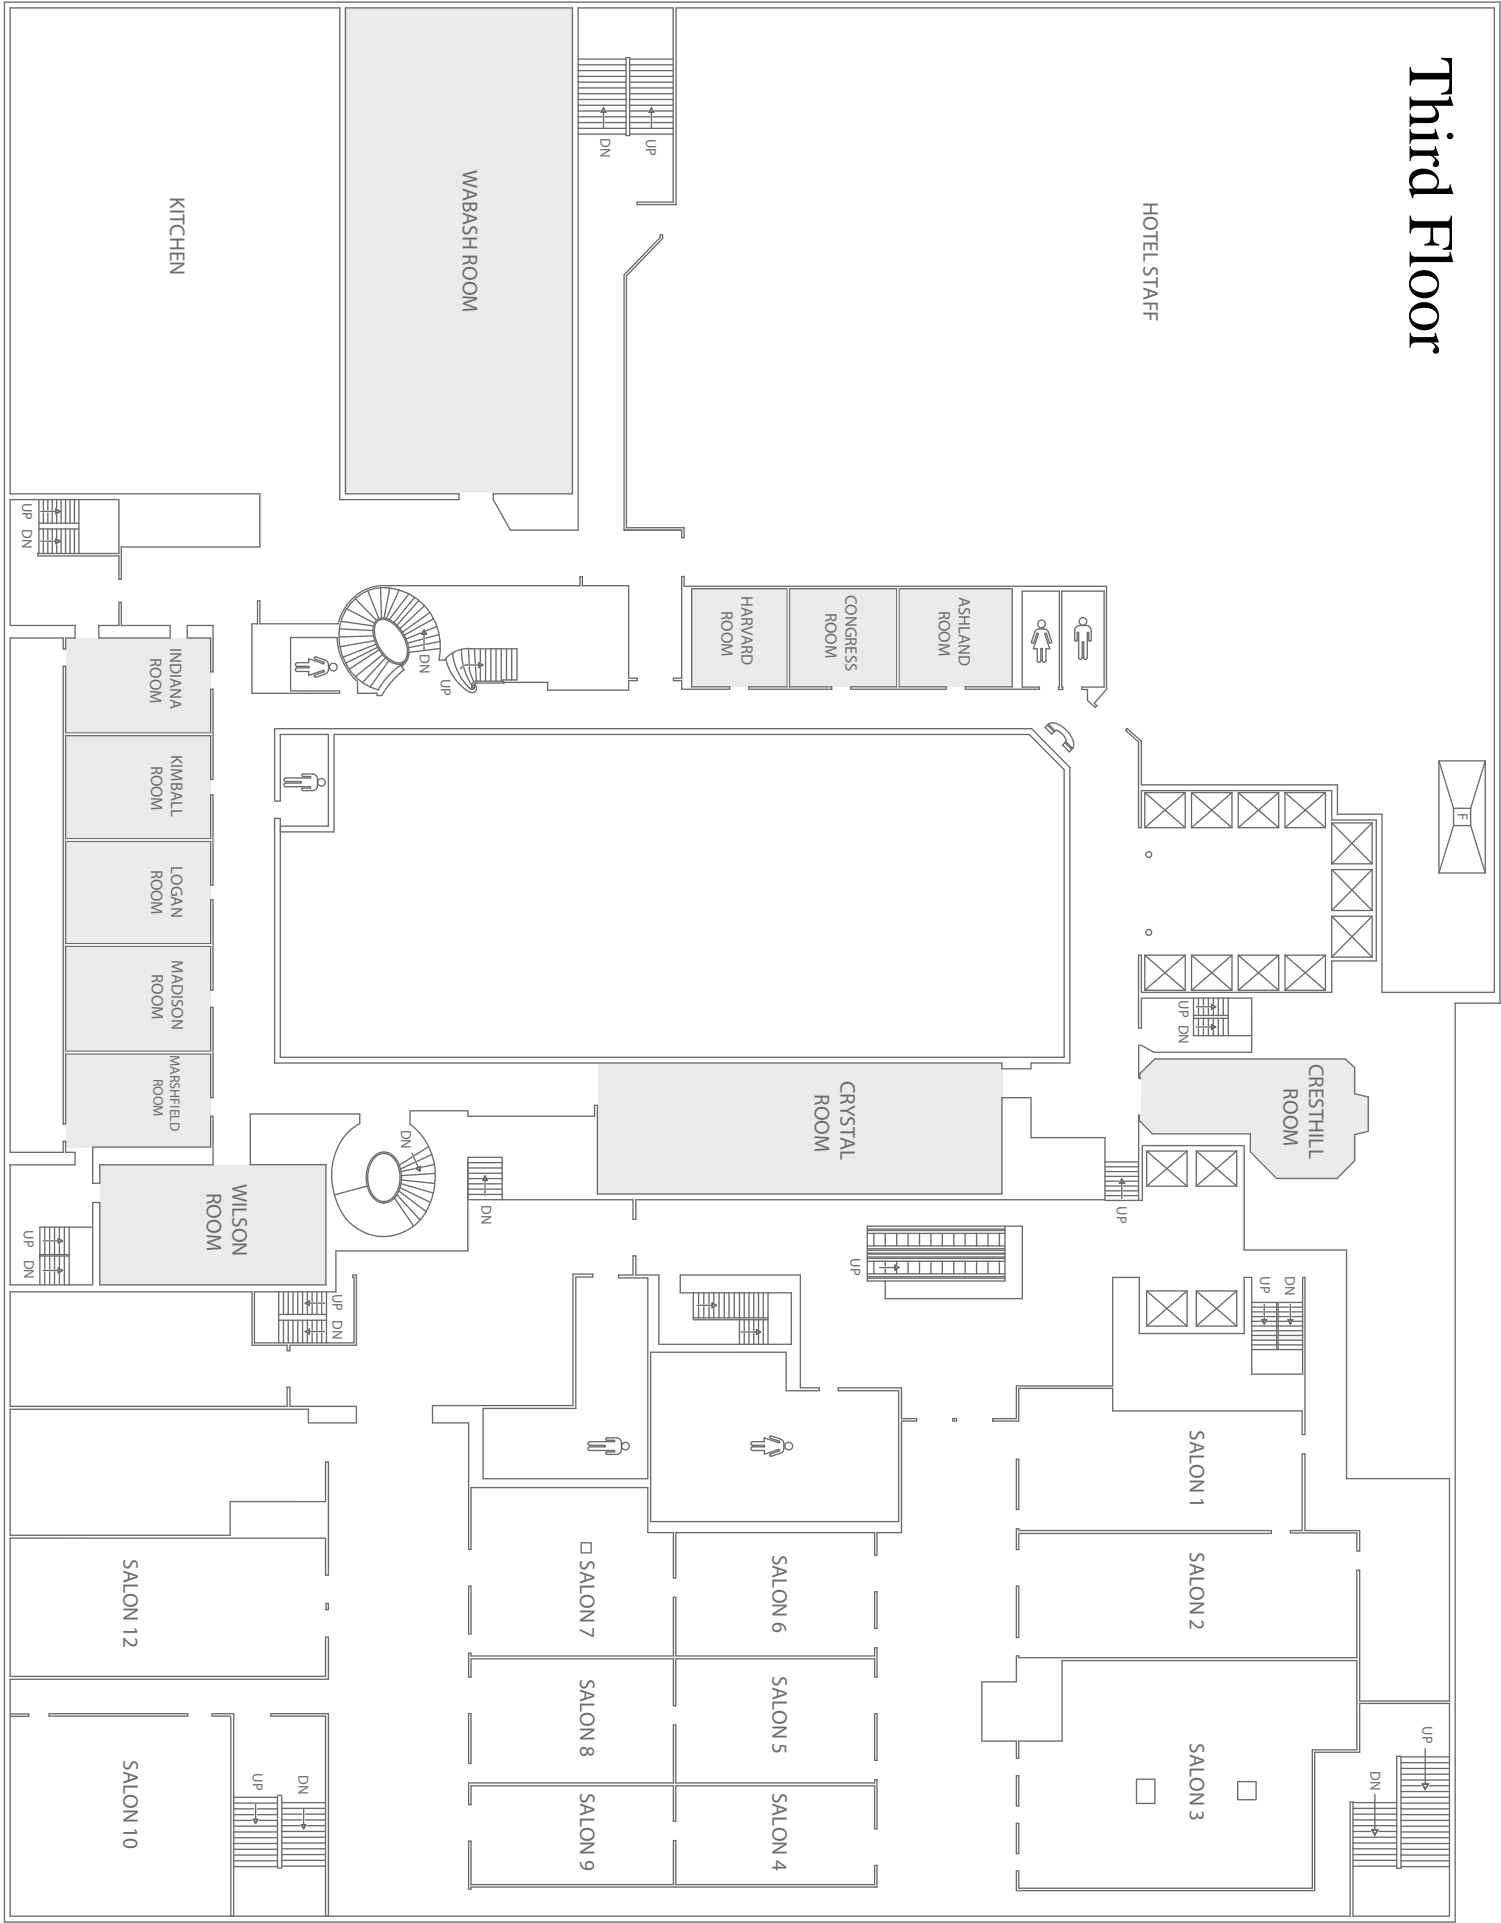 Third Floor
HOTEL STAFF
WABASH ROOM
KITCHEN
DN
UP
UP
DN
HARVARD
ROOM
CONGRESS
ROOM
ASHLAND
ROOM
INDIANA
ROOM
DN
UP
KIMBALL
ROOM
F
LOGAN
ROOM
MADISON
ROOM
UP
DN
MARSHFIELD
ROOM
CRYSTAL
ROOM
CRESTHILL
ROOM
DN
WILSON
ROOM
DN
UP
UP
DN
UP
UP
DN
UP
DN
SALON 1
SALON 12
SALON 7
SALON 6
SALON 2
SALON 8
SALON 5
SALON 3
SALON 10
UP
DN
SALON 9
SALON 4
UP
DN